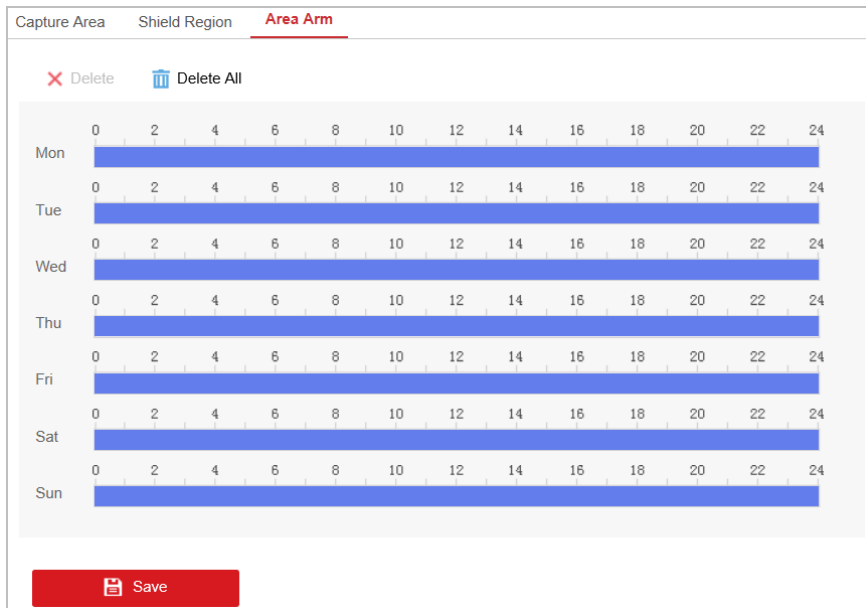 Capture Area Shield Region Area Arm
Delete Delete All
0 2 4 6 8 10 12 14 16 18 20 22 24
Mon
0 2 4 6 8 10 12 14 16 18 20 22 24
Tue
0 2 4 6 8 10 12 14 16 18 20 22 24
Wed
0 2 4 6 8 10 12 14 16 18 20 22 24
Thu
0 2 4 6 8 10 12 14 16 18 20 22 24
Fri
0 2 4 6 8 10 12 14 16 18 20 22 24
Sat
0 2 4 6 8 10 12 14 16 18 20 22 24
Sun
Save